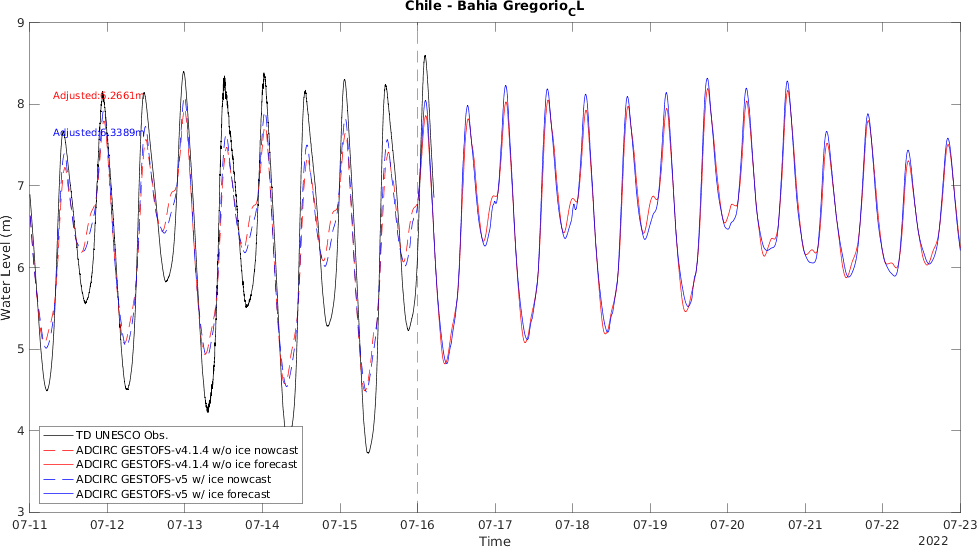 Chile - Bahia Gregorio_CL
9
8
7
6
5
4
3
Water Level (m)
Adjusted:6.2661m
Adjusted:6.3389m
TD UNESCO Obs.
ADCIRC GESTOFS-v4.1.4 w/o ice nowcast
ADCIRC GESTOFS-v4.1.4 w/o ice forecast
ADCIRC GESTOFS-v5 w/ ice nowcast
ADCIRC GESTOFS-v5 w/ ice forecast
07-11 07-12 07-13 07-14 07-15 07-16 07-17 07-18 07-19 07-20 07-21 07-22 07-23
Time
2022